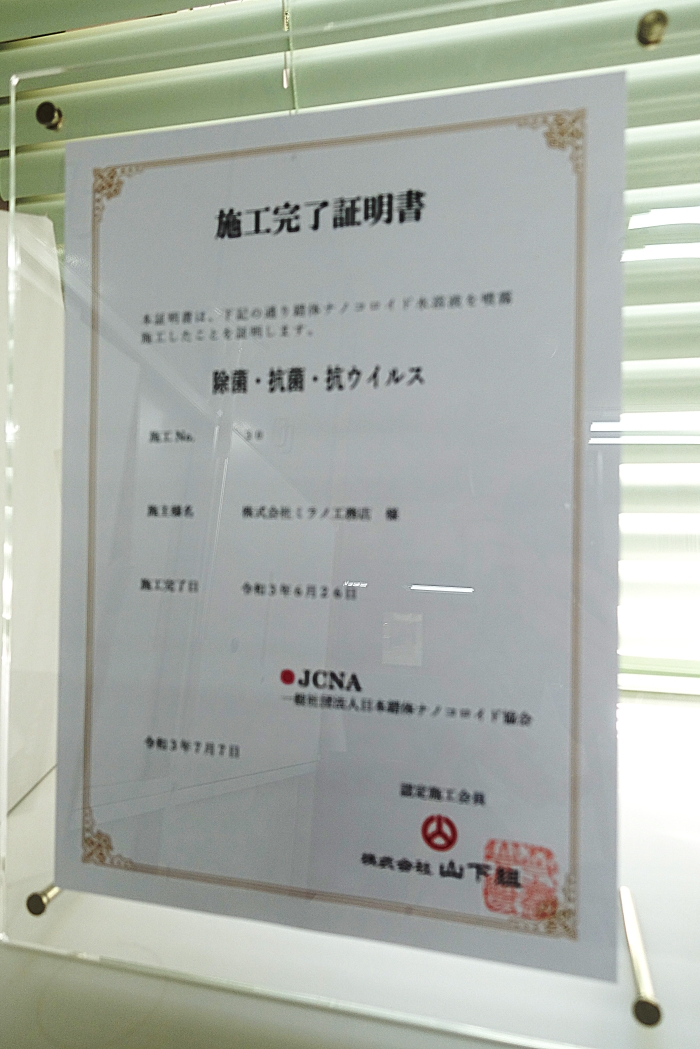 施工完了証明書
本証明書は、下記の通り錯体ナノコロイド水溶液を噴霧
施工したことを証明します。
除菌・抗菌・抗ウイルス
施工No.
施主様名 株式会社ミラノ工務店 様
施工完了日 令和3年6月26日
JCNA
一般社団法人日本錯体ナノコロイド協会
令和3年7月7日
認定施工会員
株式会社 山下組